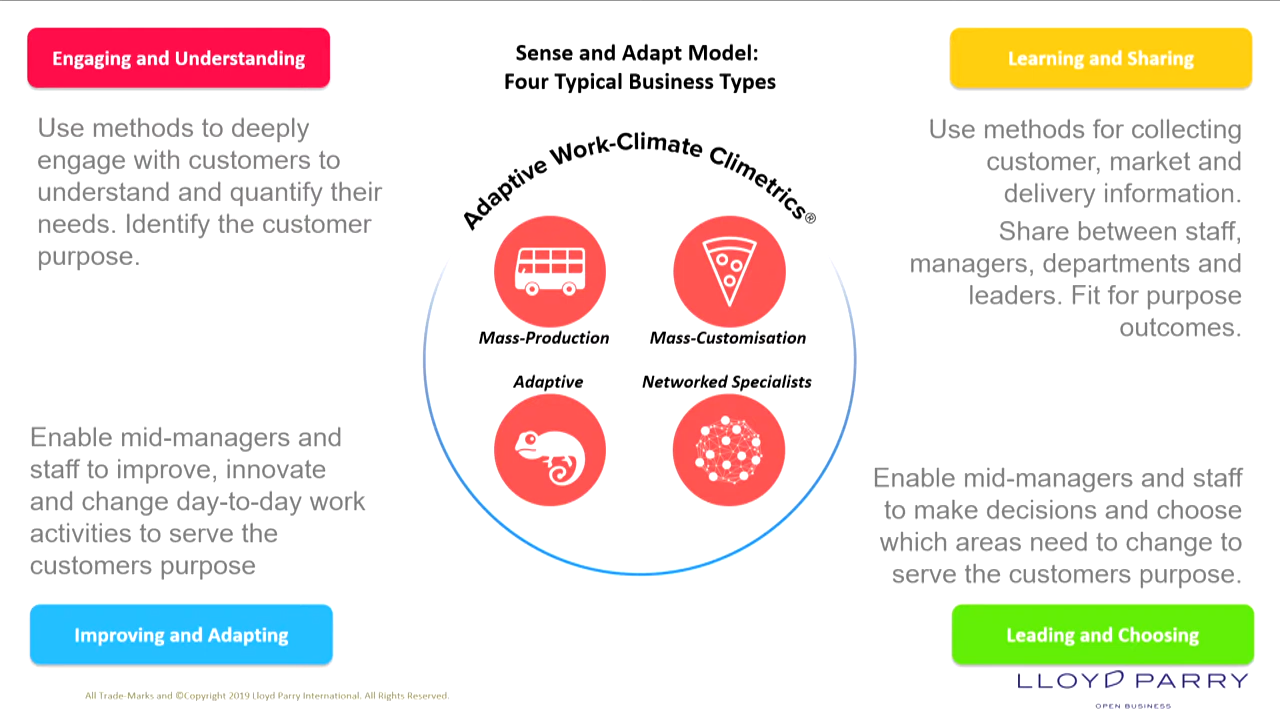 Engaging and Understanding
Use methods to deeply
engage with customers to
understand and quantify their
needs. Identify the customer
purpose.
Sense and Adapt Model:
Four Typical Business Types
Learning and Sharing
Use methods for collecting
customer, market and
delivery information.
Share between staff,
managers, departments and
leaders. Fit for purpose
outcomes.
Adaptive Work-Climate Climetrics®
Mass-Production
Mass-Customisation
Adaptive
Networked Specialists
Enable mid-managers and
staff to improve, innovate
and change day-to-day work
activities to serve the
customers purpose
Improving and Adapting
Enable mid-managers and staff
to make decisions and choose
which areas need to change to
serve the customers purpose.
Leading and Choosing
All Trade-Marks and ©Copyright 2019 Lloyd Parry International. All Rights Reserved.
LLOYD PARRY
OPEN BUSINESS